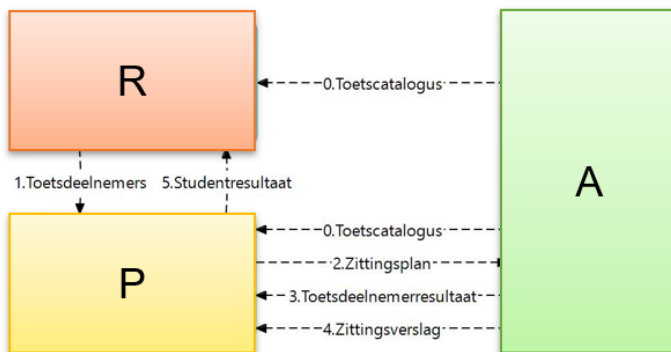 R
0.Toetscatalogus
A
1.Toetsdeelnemers
5.Studentresultaat
P
0.Toetscatalogus
2.Zittingsplan
3.Toetsdeelnemerresultaat
4.Zittingsverslag